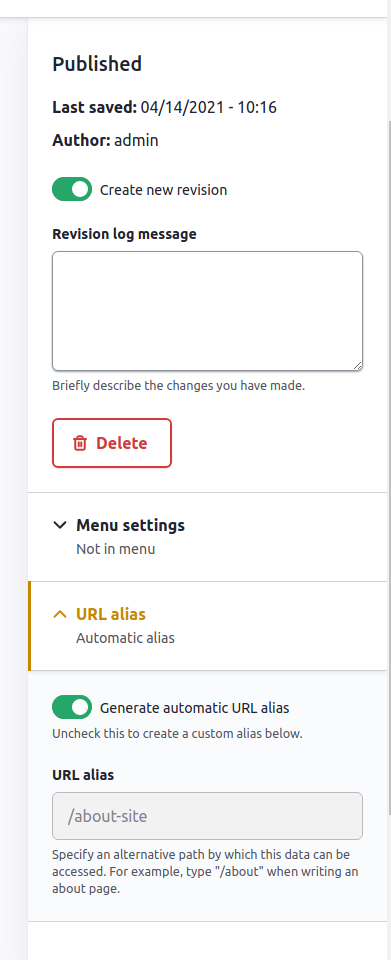 Published
Last saved: 04/14/2021 - 10:16
Author: admin
Create new revision
Revision log message
Briefly describe the changes you have made.
Delete
Menu settings
Not in menu
URL alias
Automatic alias
Generate automatic URL alias
Uncheck this to create a custom alias below.
URL alias
/about-site
Specify an alternative path by which this data can be
accessed. For example, type "/about" when writing an
about page.